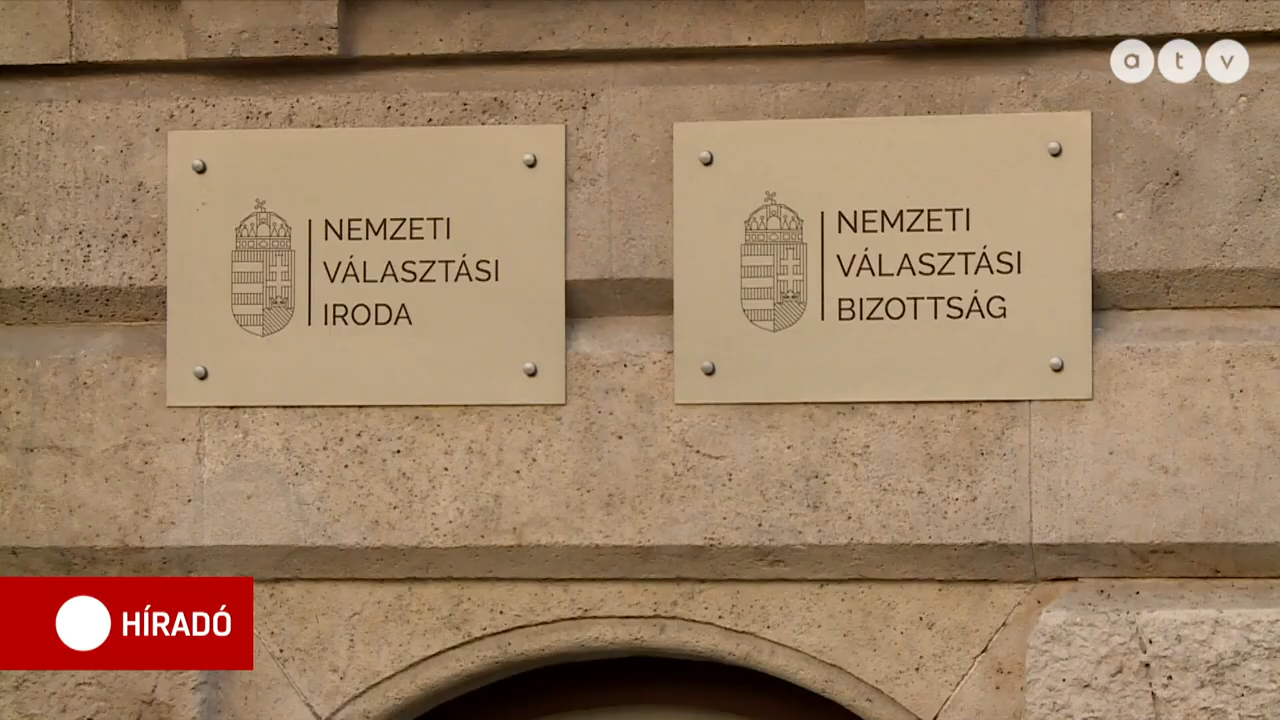 atv
NEMZETI
VÁLASZTÁSI
IRODA
NEMZETI
VÁLASZTÁSI
BIZOTTSÁG
HÍRADÓ